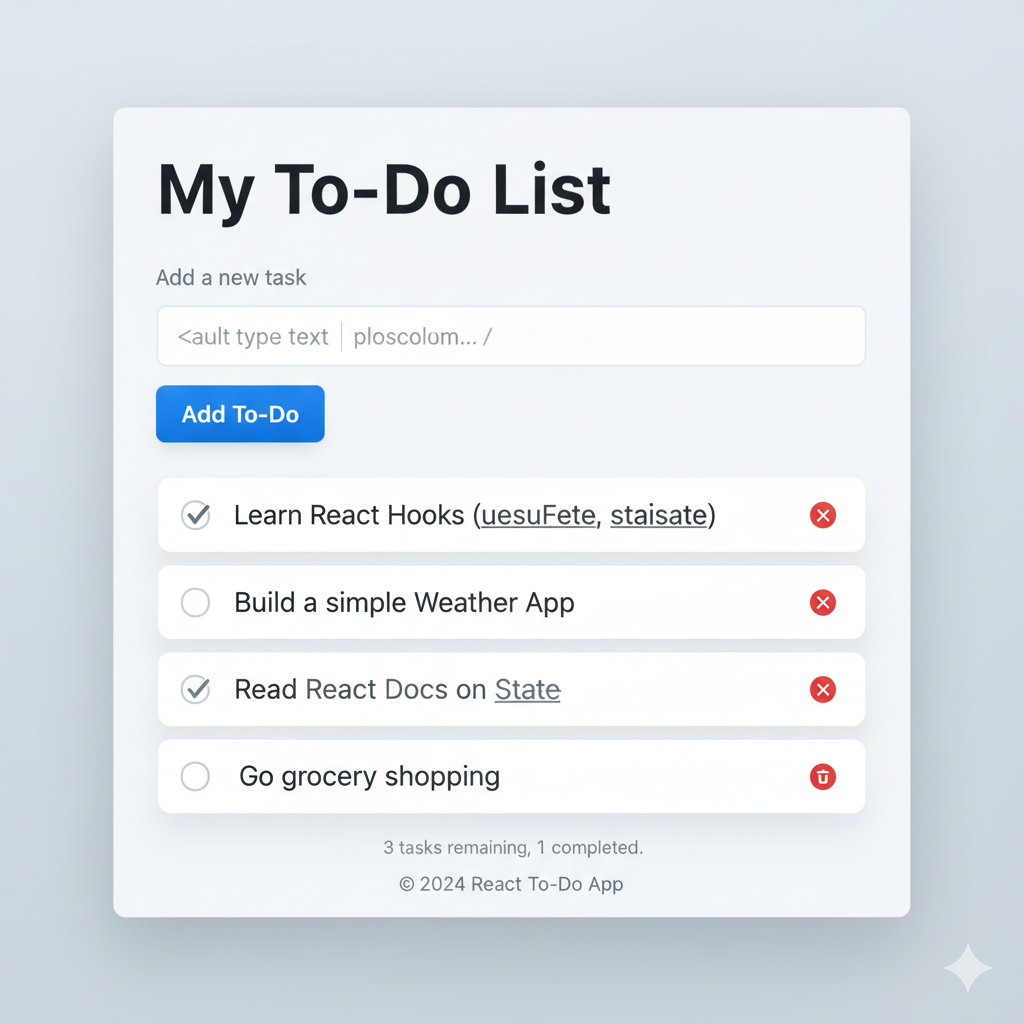 My To-Do List
Add a new task
<ault type text | ploscolom... /
Add To-Do
Learn React Hooks (uesuFete, staisate)
Build a simple Weather App
Read React Docs on State
Go grocery shopping
3 tasks remaining, 1 completed.
© 2024 React To-Do App